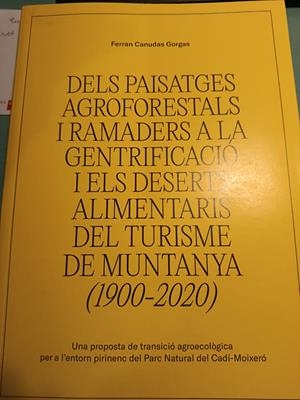 Ferran Canudas Gorgas
DELS PAISATGES
AGROFORESTALS
I RAMADERS A LA
GENTRIFICACIÓ
I ELS DESERTS
ALIMENTARIS
DEL TURISME
DE MUNTANYA
(1900-2020)
Una proposta de transició agroecològica
per a l'entorn pirinenc del Parc Natural del Cadí-Moixeró